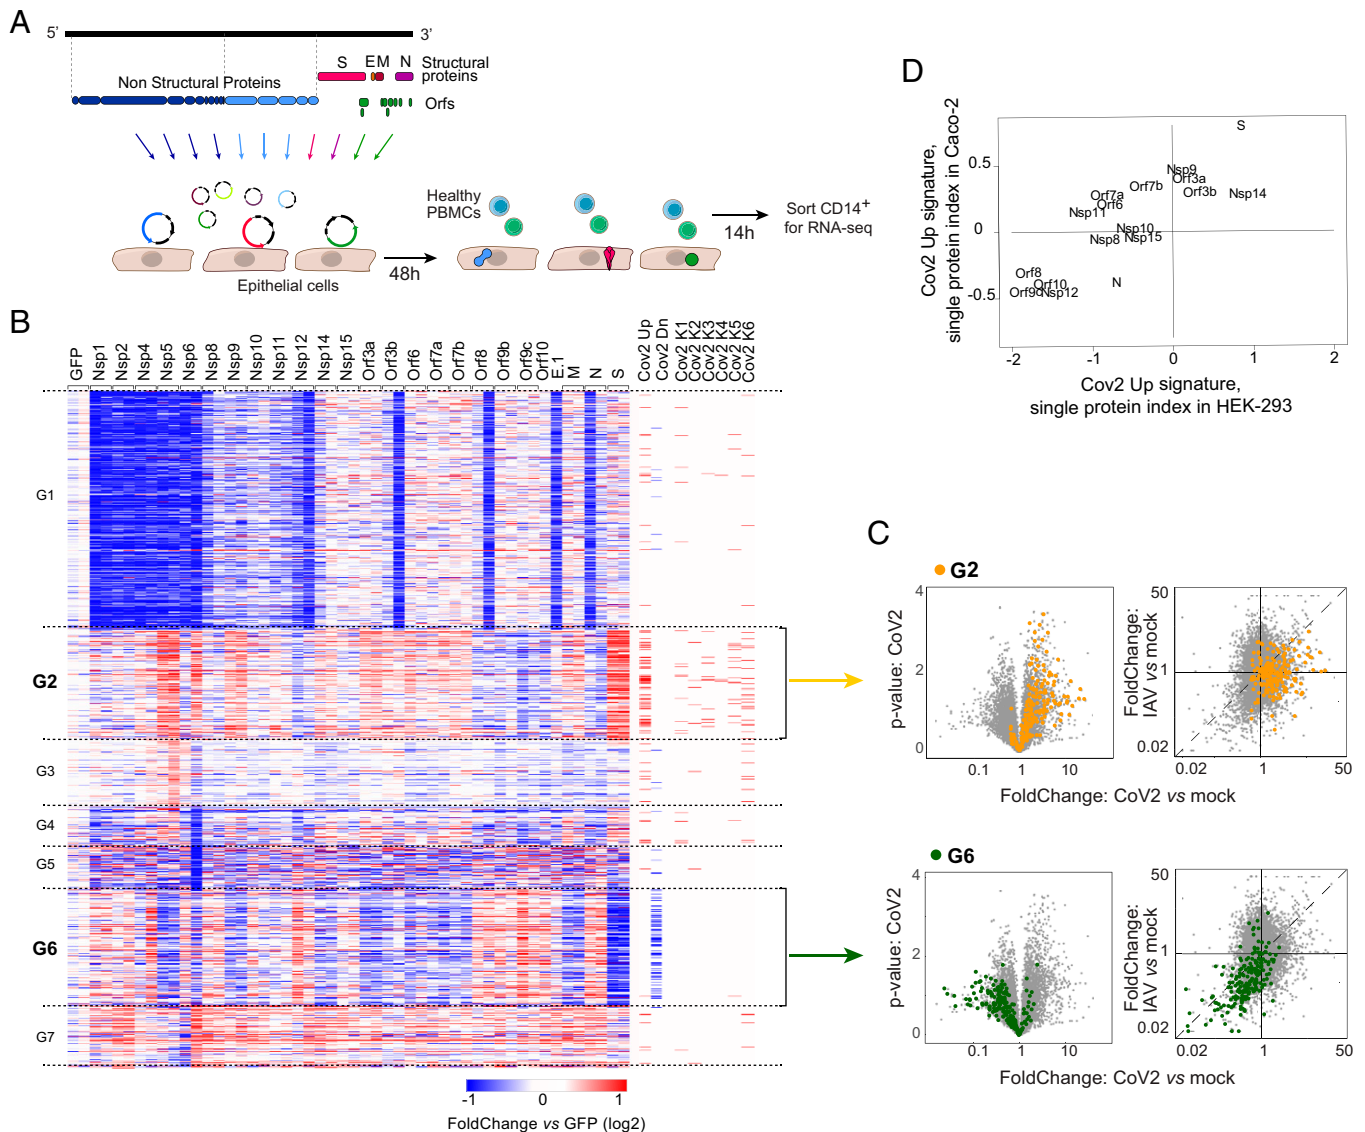 A
5’
3’
S
E
M
N
Structural
proteins
Non Structural Proteins
Orfs
Healthy
PBMCs
14h
Sort CD14+
for RNA-seq
48h
Epithelial cells
B
GFP
Nsp1
Nsp2
Nsp4
Nsp5
Nsp6
Nsp8
Nsp9
Nsp10
Nsp11
Nsp12
Nsp14
Nsp15
Orf3a
Orf3b
Orf6
Orf7a
Orf7b
Orf8
Orf9b
Orf9c
Orf10
E.1
M
N
S
Cov2 Up
Cov2 Dn
Cov2 K1
Cov2 K2
Cov2 K3
Cov2 K4
Cov2 K5
Cov2 K6
G1
G2
G3
G4
G5
G6
G7
-1
0
1
FoldChange vs GFP (log2)
D
Cov2 Up signature,
single protein index in Caco-2
0.5
0
-0.5
S
Nsp9
Orf3a
Orf7b
Orf3b
Nsp14
Orf7a
Orf6
Nsp11
Nsp10
Nsp8
Nsp15
Orf8
Orf10
Orf9c
Nsp12
N
-2
-1
0
1
2
Cov2 Up signature,
single protein index in HEK-293
C
G2
4
2
0
p-value: CoV2
0.1
1
10
50
1
0.02
FoldChange:
IAV vs mock
0.02
1
50
FoldChange: CoV2 vs mock
G6
4
2
0
p-value: CoV2
0.1
1
10
50
1
0.02
FoldChange:
IAV vs mock
0.02
1
50
FoldChange: CoV2 vs mock